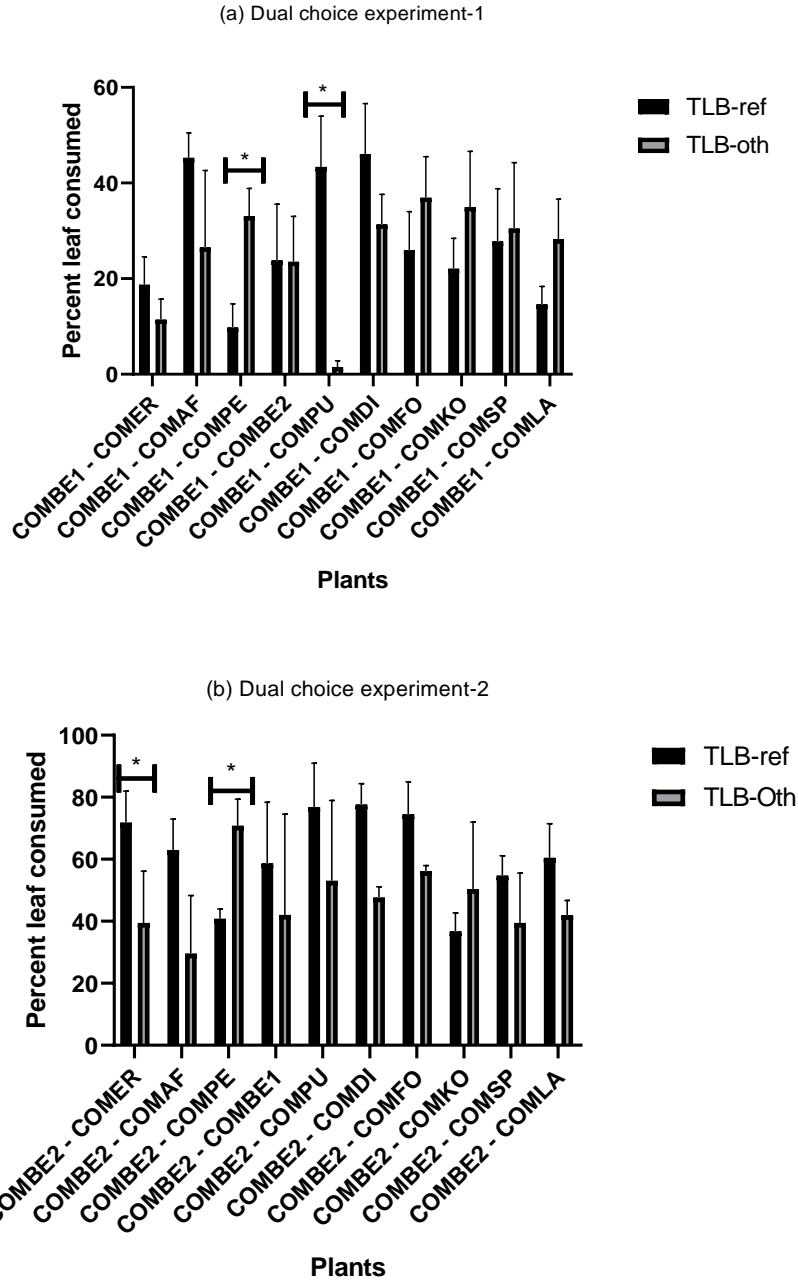 (a) Dual choice experiment-1
60
40
20
0
Percent leaf consumed
*
*
TLB-ref
TLB-oth
COMBE1 - COMER
COMBE1 - COMAF
COMBE1 - COMPE
COMBE1 - COMBE2
COMBE1 - COMPU
COMBE1 - COMDI
COMBE1 - COMFO
COMBE1 - COMKO
COMBE1 - COMSP
COMBE1 - COMLA
Plants
(b) Dual choice experiment-2
100
80
60
40
20
0
Percent leaf consumed
*
*
TLB-ref
TLB-Oth
COMBE2 - COMER
COMBE2 - COMAF
COMBE2 - COMPE
COMBE2 - COMBE1
COMBE2 - COMPU
COMBE2 - COMDI
COMBE2 - COMFO
COMBE2 - COMKO
COMBE2 - COMSP
COMBE2 - COMLA
Plants